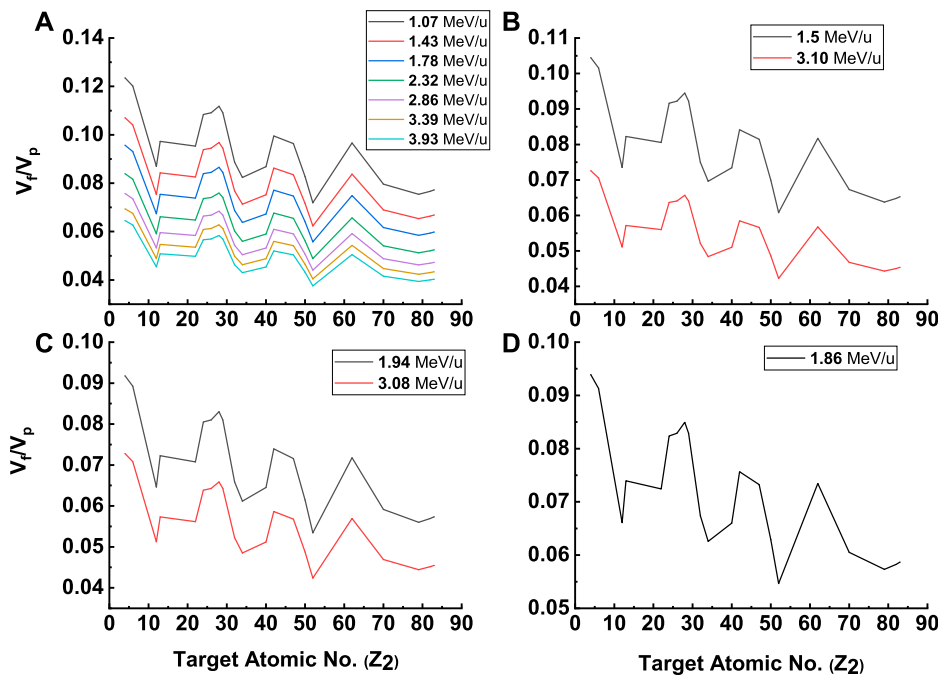 A
1.07 MeV/u
1.43 MeV/u
1.78 MeV/u
2.32 MeV/u
2.86 MeV/u
3.39 MeV/u
3.93 MeV/u
0.14
0.12
0.10
0.08
0.06
0.04
Vf/Vp
0 10 20 30 40 50 60 70 80 90
B
1.5 MeV/u
3.10 MeV/u
0.11
0.10
0.09
0.08
0.07
0.06
0.05
0.04
0 10 20 30 40 50 60 70 80 90
C
1.94 MeV/u
3.08 MeV/u
0.10
0.09
0.08
0.07
0.06
0.05
0.04
Vf/Vp
0 10 20 30 40 50 60 70 80 90
Target Atomic No. (Z2)
D
1.86 MeV/u
0.10
0.09
0.08
0.07
0.06
0.05
0 10 20 30 40 50 60 70 80 90
Target Atomic No. (Z2)